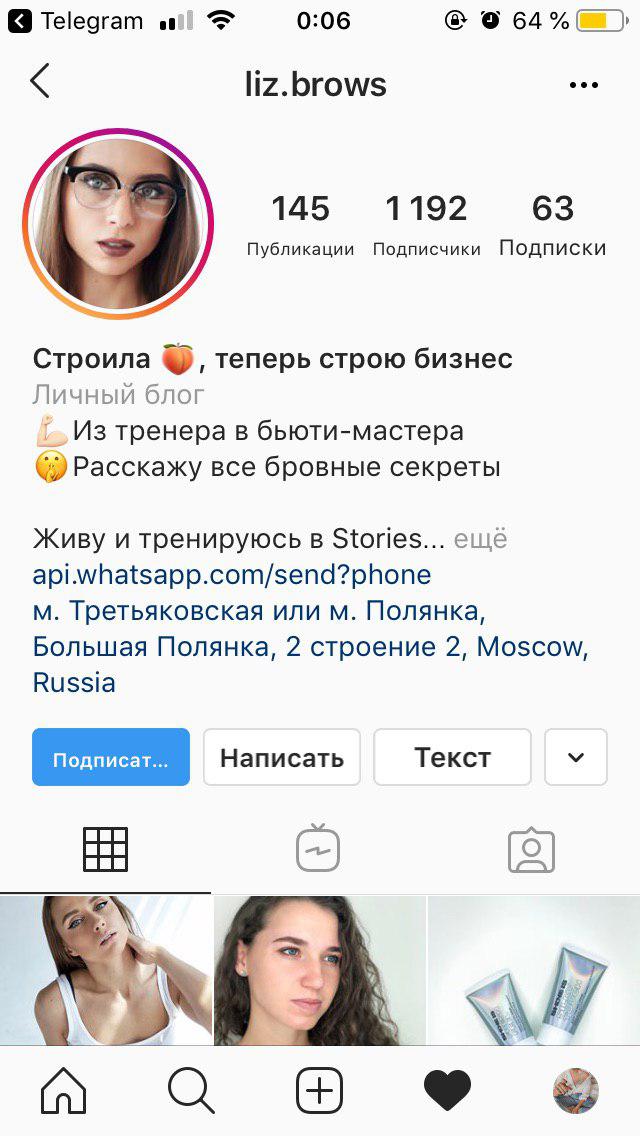 Telegram 0:06 64 %
liz.brows
145 1 192 63
Публикации Подписчики Подписки
Строила 🍑, теперь строю бизнес
Личный блог
💪🏻Из тренера в бьюти-мастера
🤫Расскажу все бровные секреты
Живу и тренируюсь в Stories... ещё
api.whatsapp.com/send?phone
м. Третьяковская или м. Полянка,
Большая Полянка, 2 строение 2, Moscow,
Russia
Подписат... Написать Текст